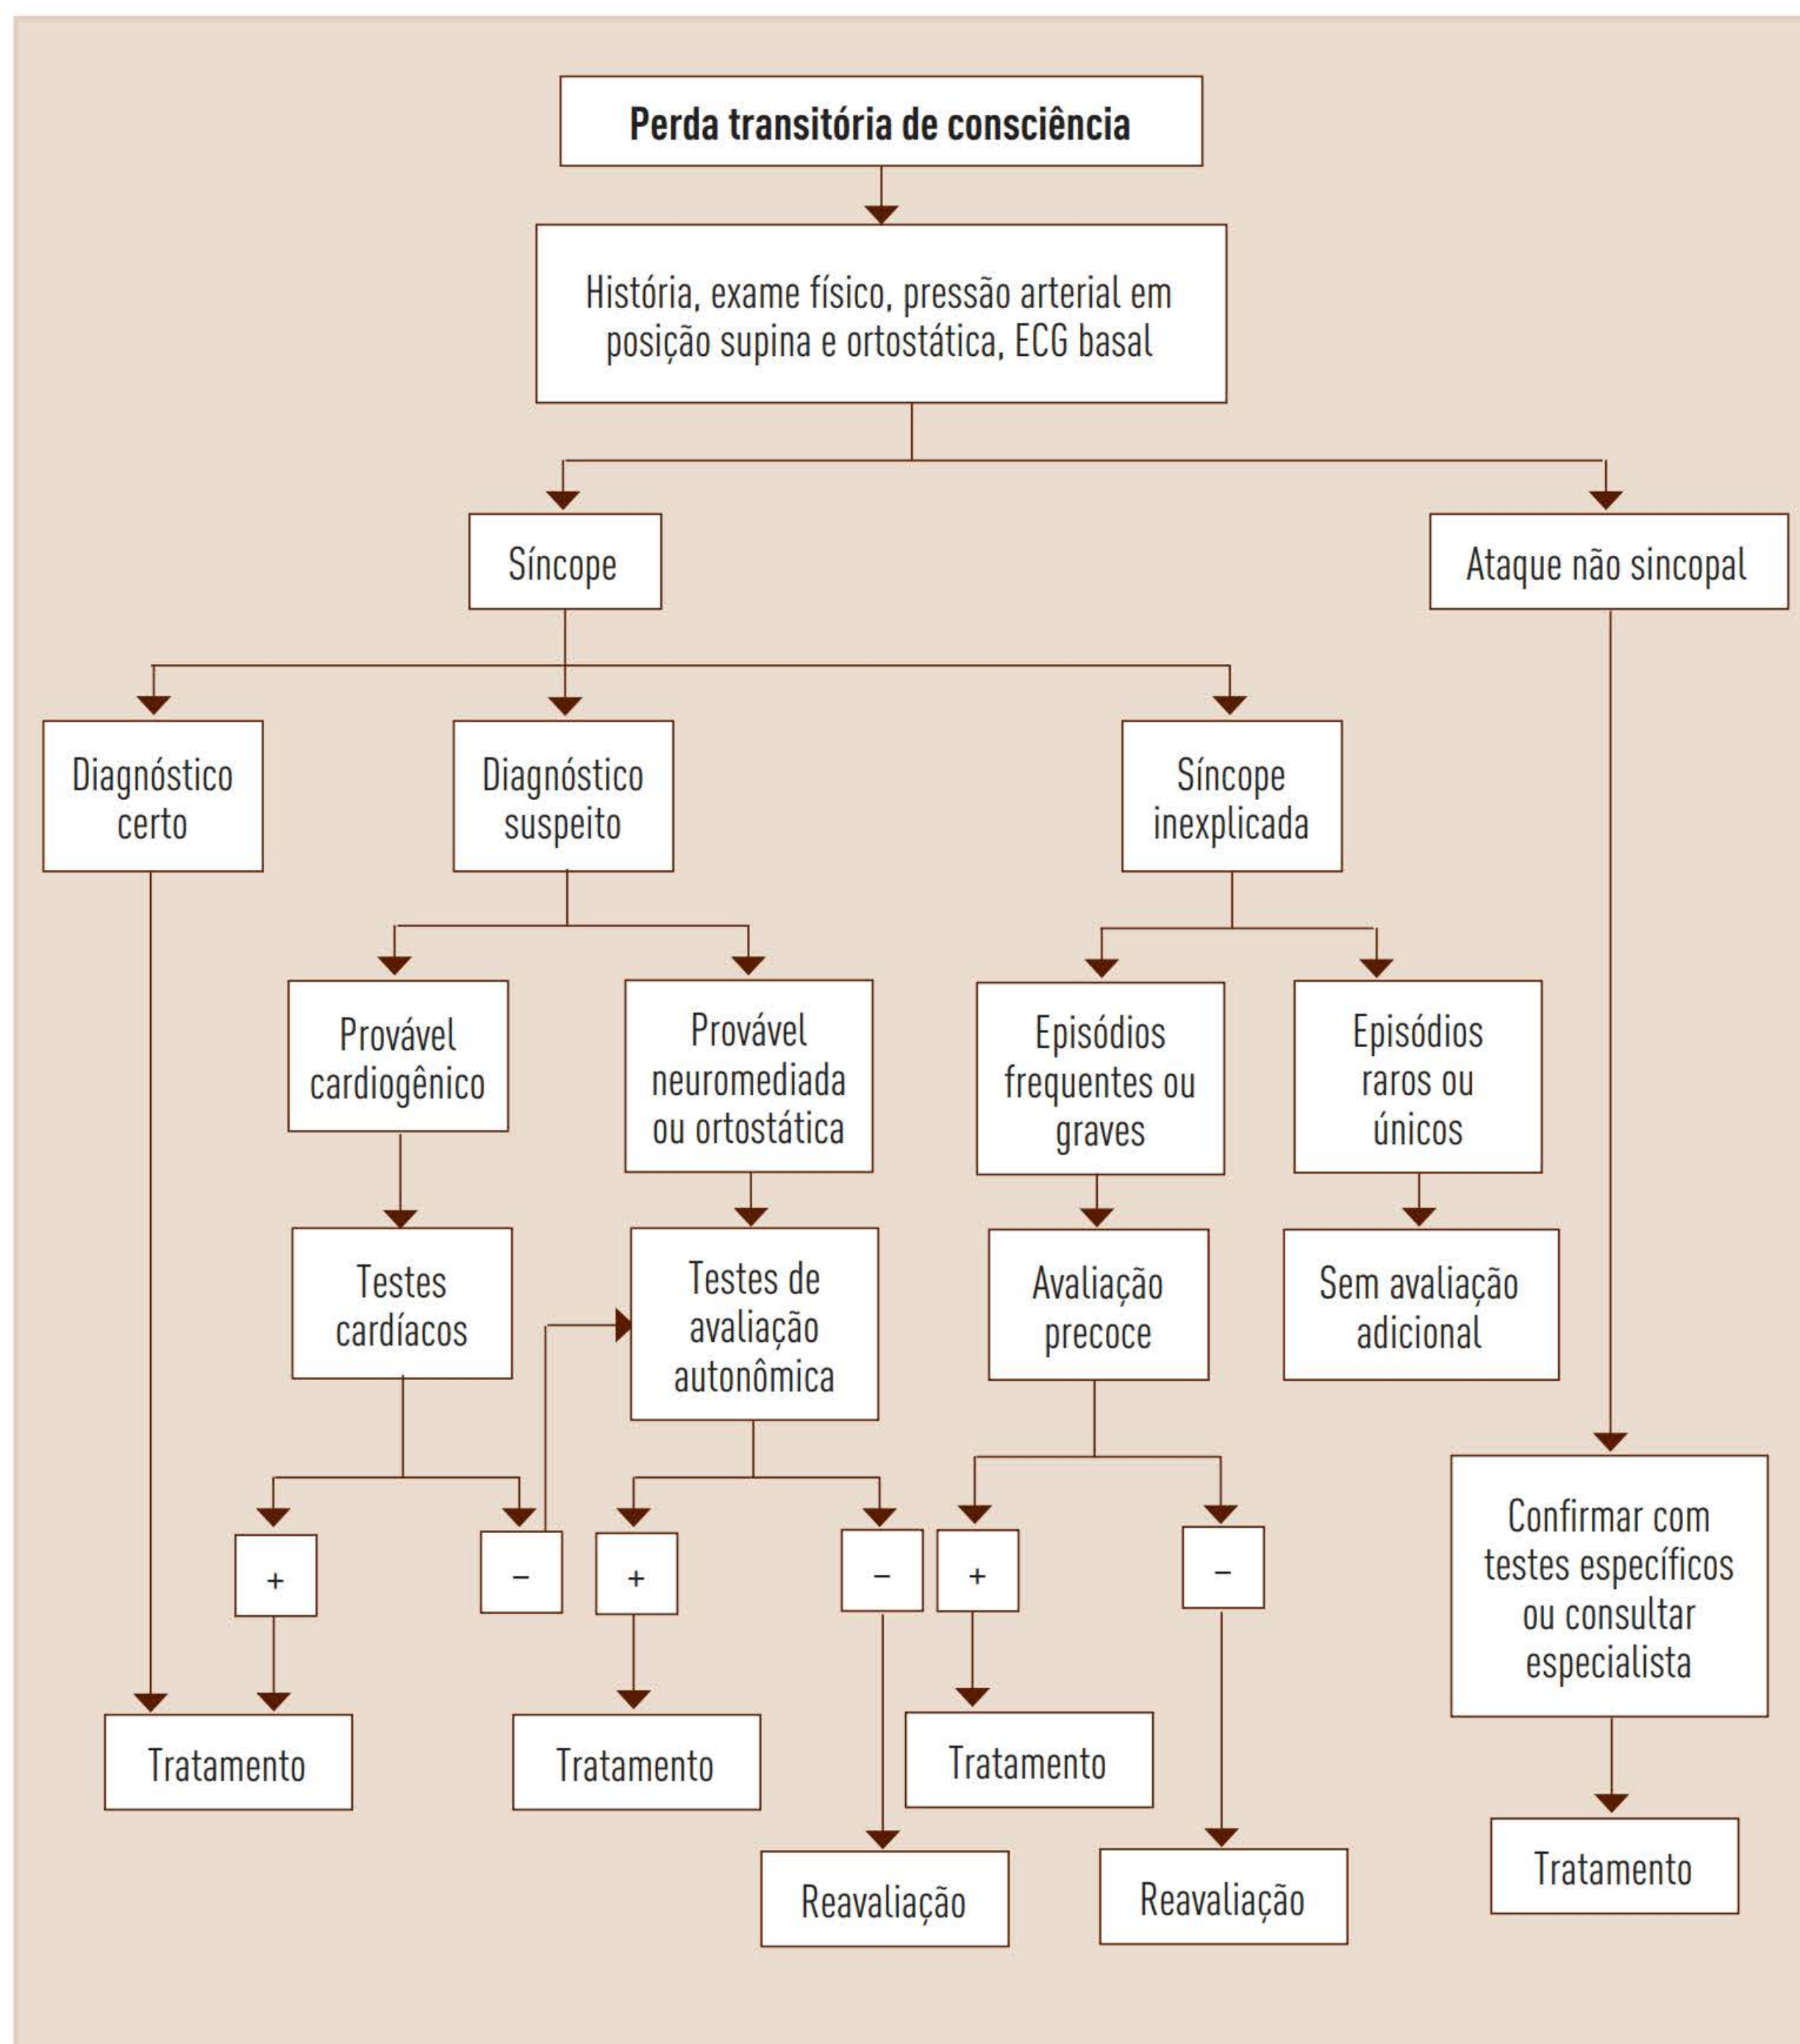 Perda transitória de consciência
História, exame físico, pressão arterial em
posição supina e ortostática, ECG basal
Síncope
Ataque não sincopal
Diagnóstico
certo
Diagnóstico
suspeito
Síncope
inexplicada
Provável
cardiogênico
Provável
neuromediada
ou ortostática
Episódios
frequentes ou
graves
Episódios
raros ou
únicos
Testes
cardíacos
Testes de
avaliação
autonômica
Avaliação
precoce
Sem avaliação
adicional
+
−
+
−
+
−
Confirmar com
testes específicos
ou consultar
especialista
Tratamento
Tratamento
Tratamento
Reavaliação
Reavaliação
Tratamento